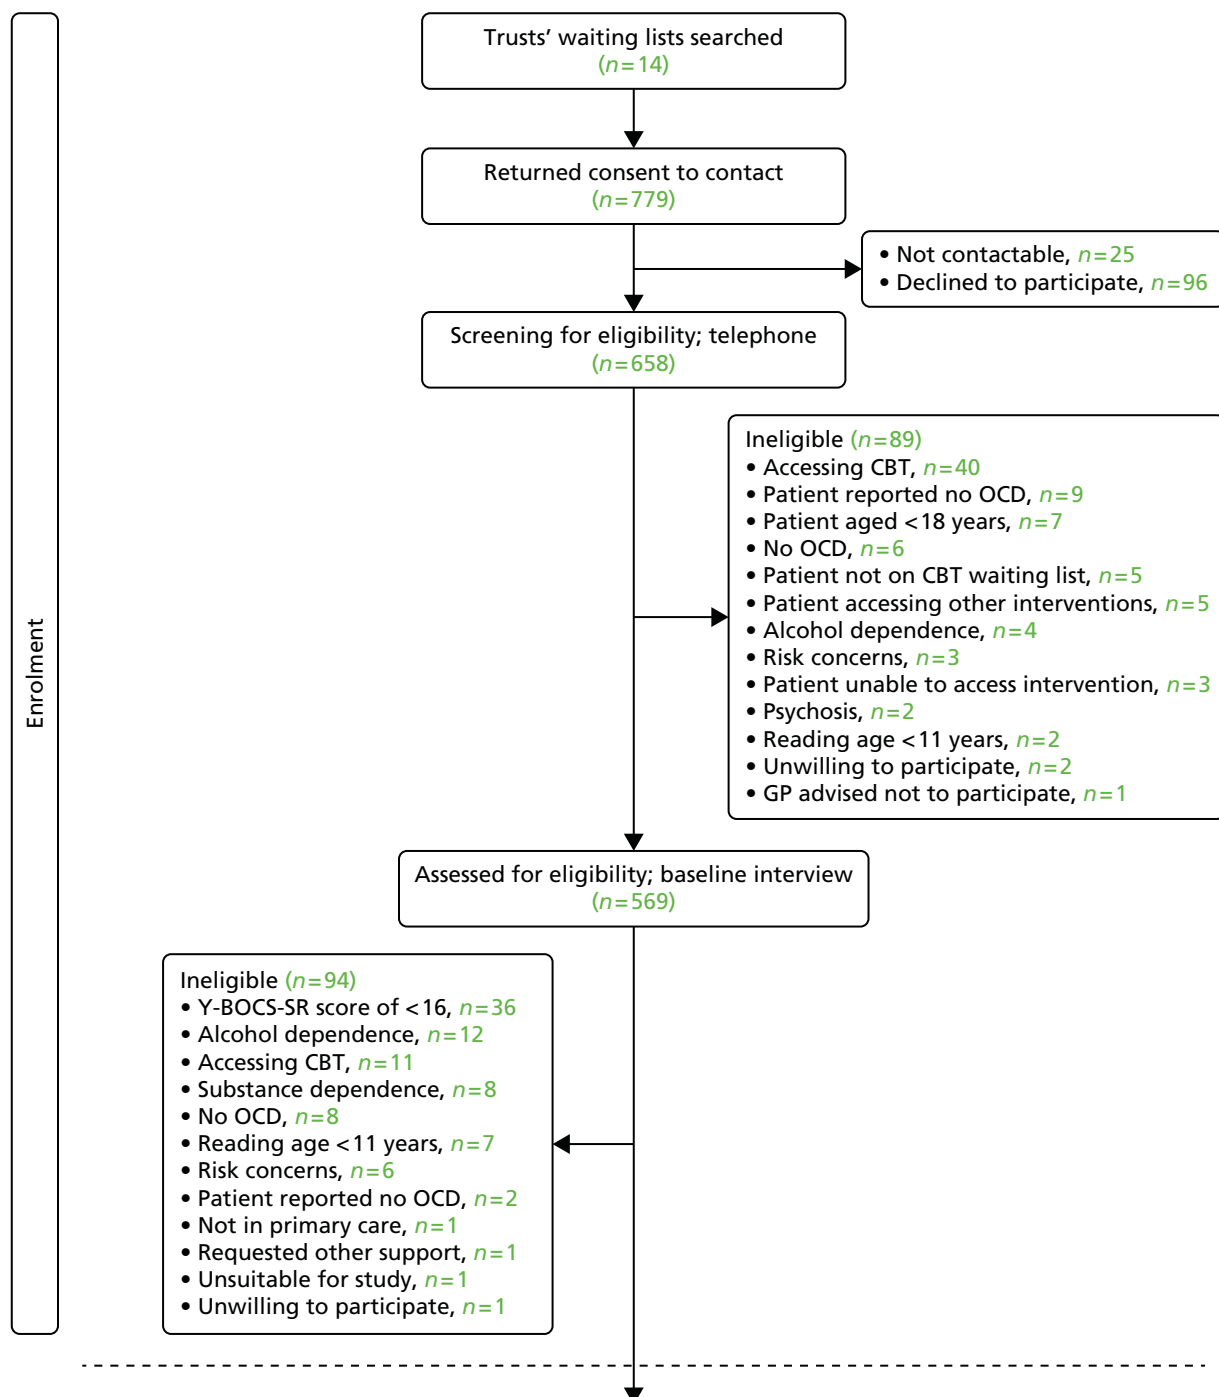 Trusts’ waiting lists searched
(n=14)
Returned consent to contact
(n=779)
• Not contactable, n=25
• Declined to participate, n=96
Screening for eligibility; telephone
(n=658)
Ineligible (n=89)
• Accessing CBT, n=40
• Patient reported no OCD, n=9
• Patient aged <18 years, n=7
• No OCD, n=6
• Patient not on CBT waiting list, n=5
• Patient accessing other interventions, n=5
• Alcohol dependence, n=4
• Risk concerns, n=3
• Patient unable to access intervention, n=3
• Psychosis, n=2
• Reading age <11 years, n=2
• Unwilling to participate, n=2
• GP advised not to participate, n=1
Enrolment
Assessed for eligibility; baseline interview
(n=569)
Ineligible (n=94)
• Y-BOCS-SR score of <16, n=36
• Alcohol dependence, n=12
• Accessing CBT, n=11
• Substance dependence, n=8
• No OCD, n=8
• Reading age <11 years, n=7
• Risk concerns, n=6
• Patient reported no OCD, n=2
• Not in primary care, n=1
• Requested other support, n=1
• Unsuitable for study, n=1
• Unwilling to participate, n=1